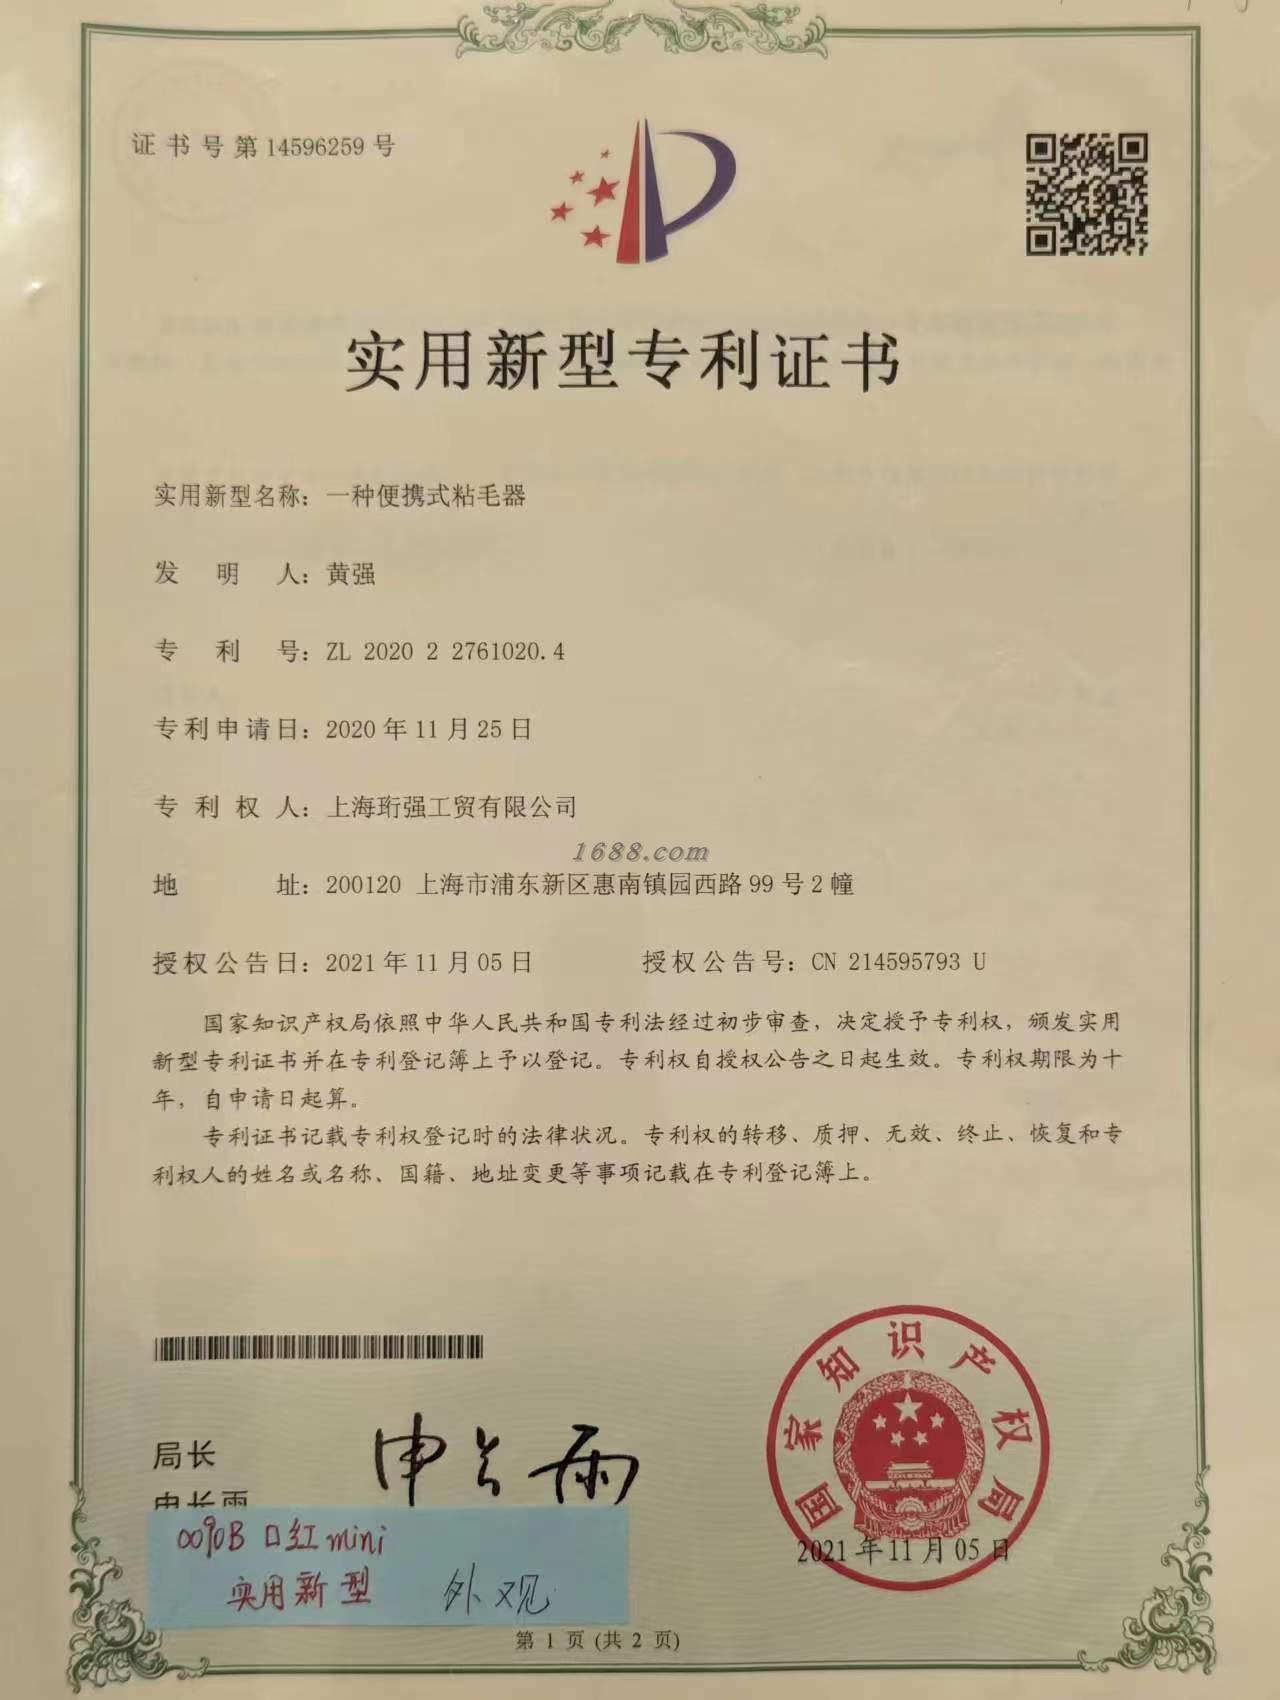 证书号第14596259号
实用新型专利证书
实用新型名称：一种便携式粘毛器
发明人：黄强
专利号：ZL 2020 2 2761020.4
专利申请日：2020年11月25日
专利权人：上海珩强工贸有限公司
1688.com
地址：200120 上海市浦东新区惠南镇园西路99号2幢
授权公告日：2021年11月05日 授权公告号：CN 214595793 U
国家知识产权局依照中华人民共和国专利法经过初步审查，决定授予专利权，颁发实用
新型专利证书并在专利登记簿上予以登记。专利权自授权公告之日起生效。专利权期限为十
年，自申请日起算。
专利证书记载专利权登记时的法律状况。专利权的转移、质押、无效、终止、恢复和专
利权人的姓名或名称、国籍、地址变更等事项记载在专利登记簿上。
国家知识产权局
局长
申长雨
申长雨
2021年11月05日
0090B 口红mini
实用新型 外观
第 1 页 (共 2 页)